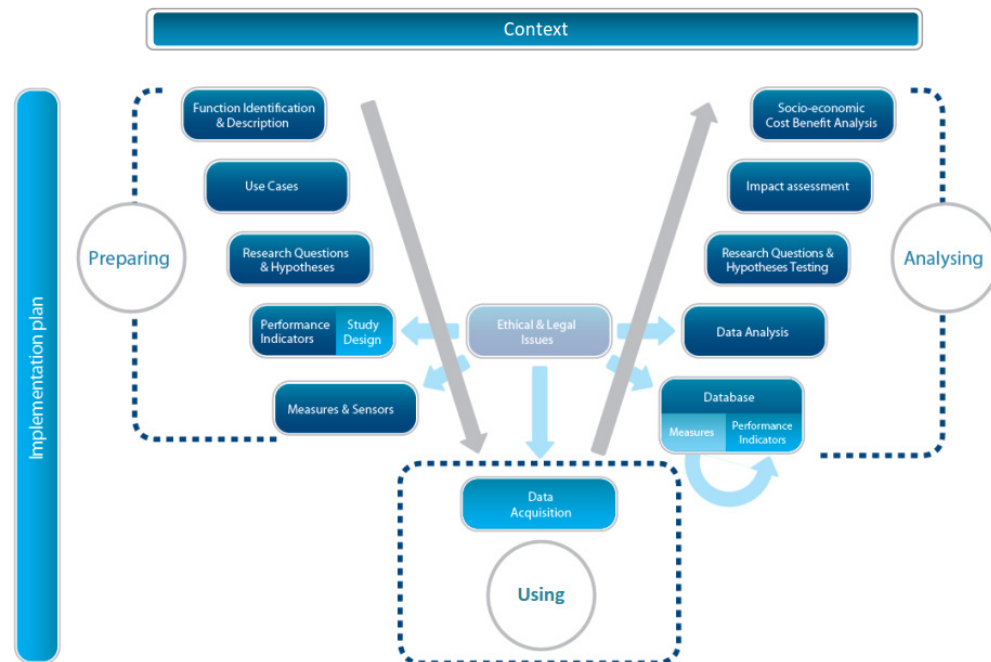 Context
Implementation plan
Preparing
Function Identification
& Description
Use Cases
Research Questions
& Hypotheses
Performance
Indicators
Study
Design
Measures & Sensors
Ethical & Legal
Issues
Data
Acquisition
Using
Socio-economic
Cost Benefit Analysis
Impact assessment
Research Questions &
Hypotheses Testing
Data Analysis
Database
Measures
Performance
Indicators
Analysing